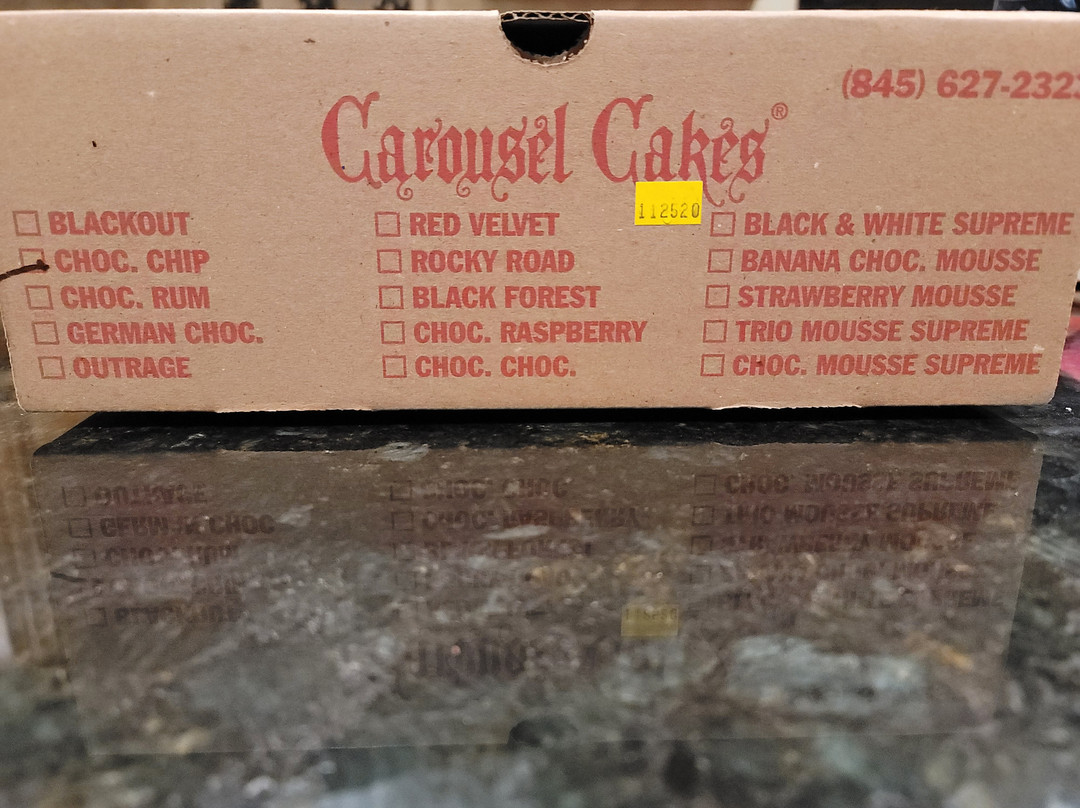 (845) 627-232
Carousel Cakes®
112520
☐ BLACKOUT
☐ CHOC. CHIP
☐ CHOC. RUM
☐ GERMAN CHOC.
☐ OUTRAGE
☐ RED VELVET
☐ ROCKY ROAD
☐ BLACK FOREST
☐ CHOC. RASPBERRY
☐ CHOC. CHOC.
☐ BLACK & WHITE SUPREME
☐ BANANA CHOC. MOUSSE
☐ STRAWBERRY MOUSSE
☐ TRIO MOUSSE SUPREME
☐ CHOC. MOUSSE SUPREME